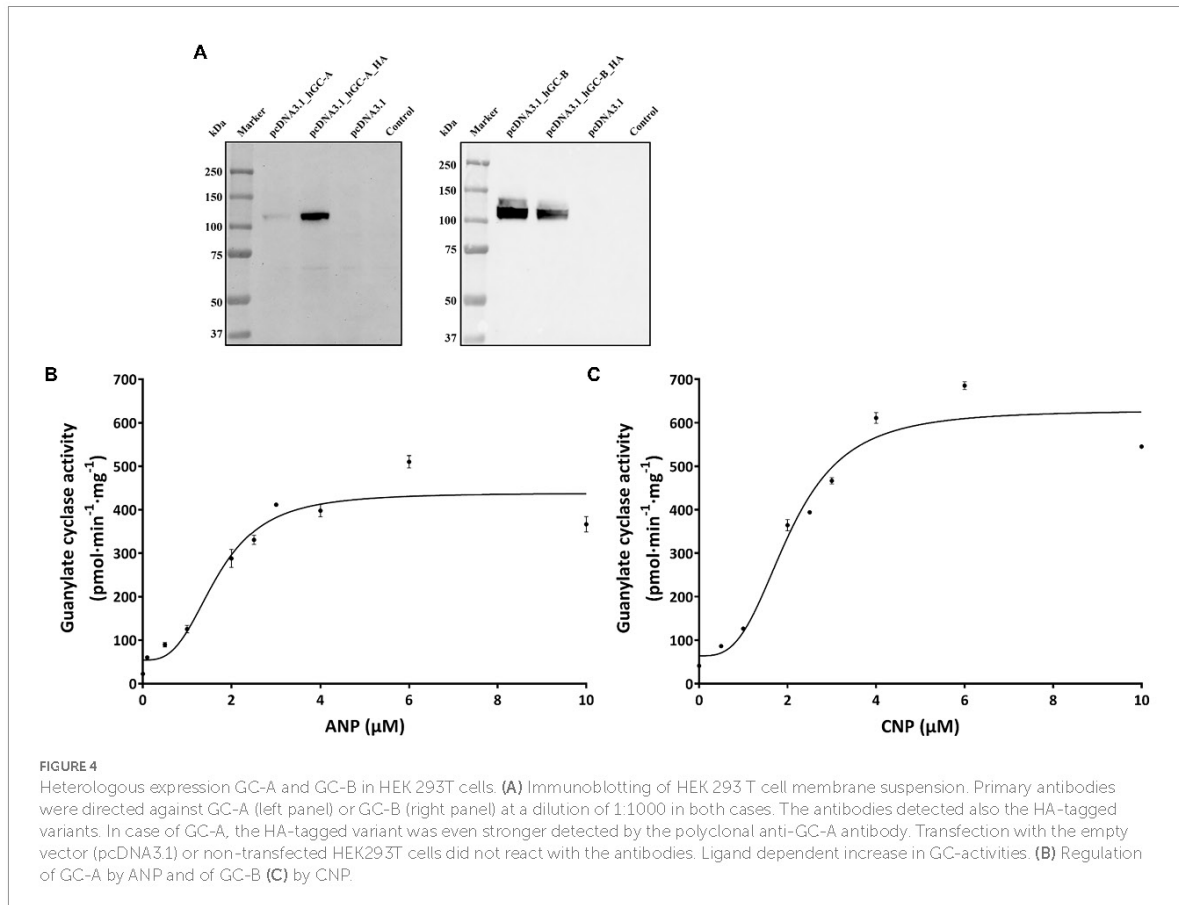 A
kDa
Marker
pcDNA3.1_hGC-A
pcDNA3.1_hGC-A_HA
pcDNA3.1
Control
250
150
100
75
50
37
kDa
Marker
pcDNA3.1_hGC-B
pcDNA3.1_hGC-B_HA
pcDNA3.1
Control
250
150
100
75
50
37
B
Guanylate cyclase activity
(pmol·min⁻¹·mg⁻¹)
700
600
500
400
300
200
100
0
0 2 4 6 8 10
ANP (µM)
C
Guanylate cyclase activity
(pmol·min⁻¹·mg⁻¹)
700
600
500
400
300
200
100
0
0 2 4 6 8 10
CNP (µM)
FIGURE 4
Heterologous expression GC-A and GC-B in HEK 293T cells. (A) Immunoblotting of HEK 293 T cell membrane suspension. Primary antibodies
were directed against GC-A (left panel) or GC-B (right panel) at a dilution of 1:1000 in both cases. The antibodies detected also the HA-tagged
variants. In case of GC-A, the HA-tagged variant was even stronger detected by the polyclonal anti-GC-A antibody. Transfection with the empty
vector (pcDNA3.1) or non-transfected HEK293T cells did not react with the antibodies. Ligand dependent increase in GC-activities. (B) Regulation
of GC-A by ANP and of GC-B (C) by CNP.